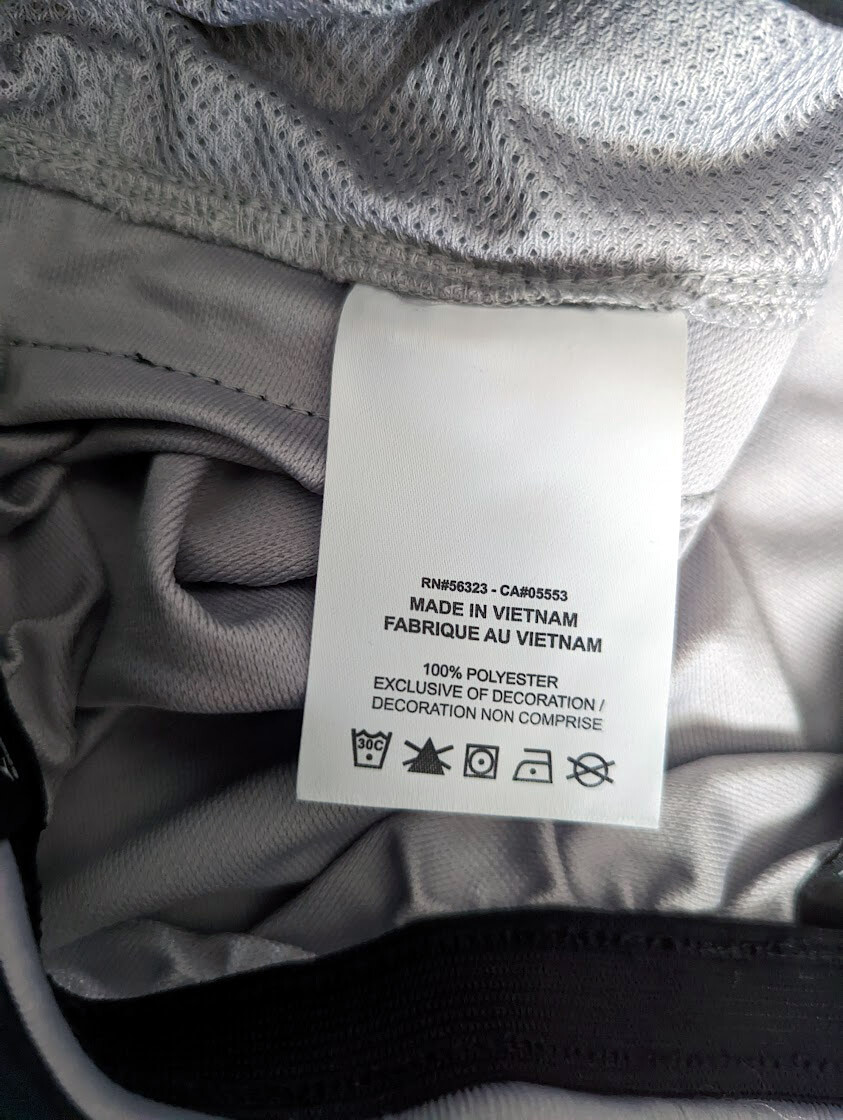 RN#56323 - CA#05553
MADE IN VIETNAM
FABRIQUE AU VIETNAM
100% POLYESTER
EXCLUSIVE OF DECORATION /
DECORATION NON COMPRISE
30C